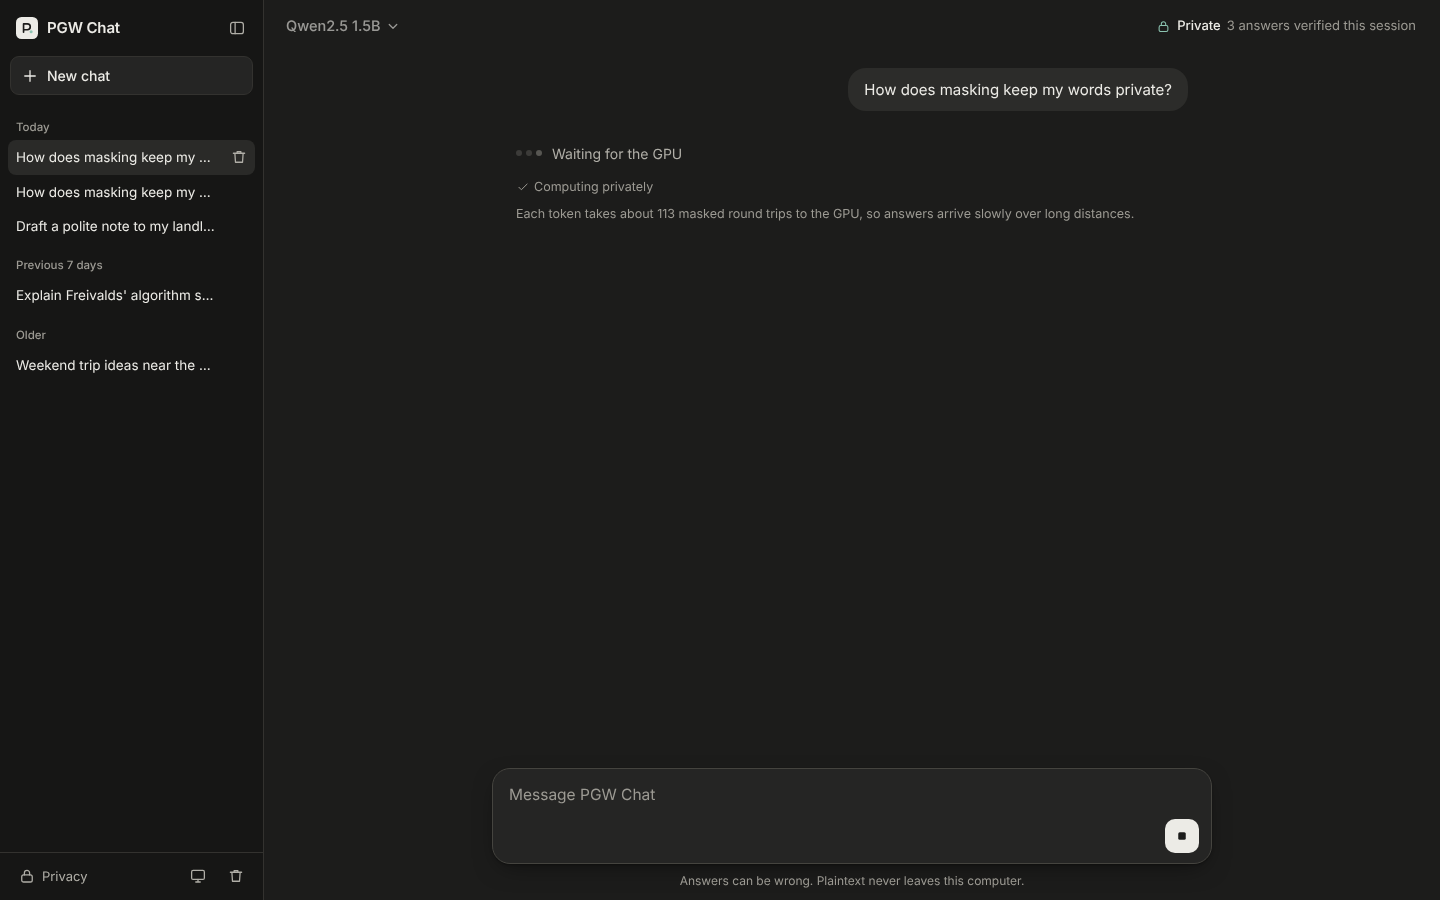 PGW Chat
New chat
Today
How does masking keep my ...
How does masking keep my ...
Draft a polite note to my landl...
Previous 7 days
Explain Freivalds' algorithm s...
Older
Weekend trip ideas near the ...
Privacy
Qwen2.5 1.5B
Private 3 answers verified this session
How does masking keep my words private?
Waiting for the GPU
Computing privately
Each token takes about 113 masked round trips to the GPU, so answers arrive slowly over long distances.
Message PGW Chat
Answers can be wrong. Plaintext never leaves this computer.